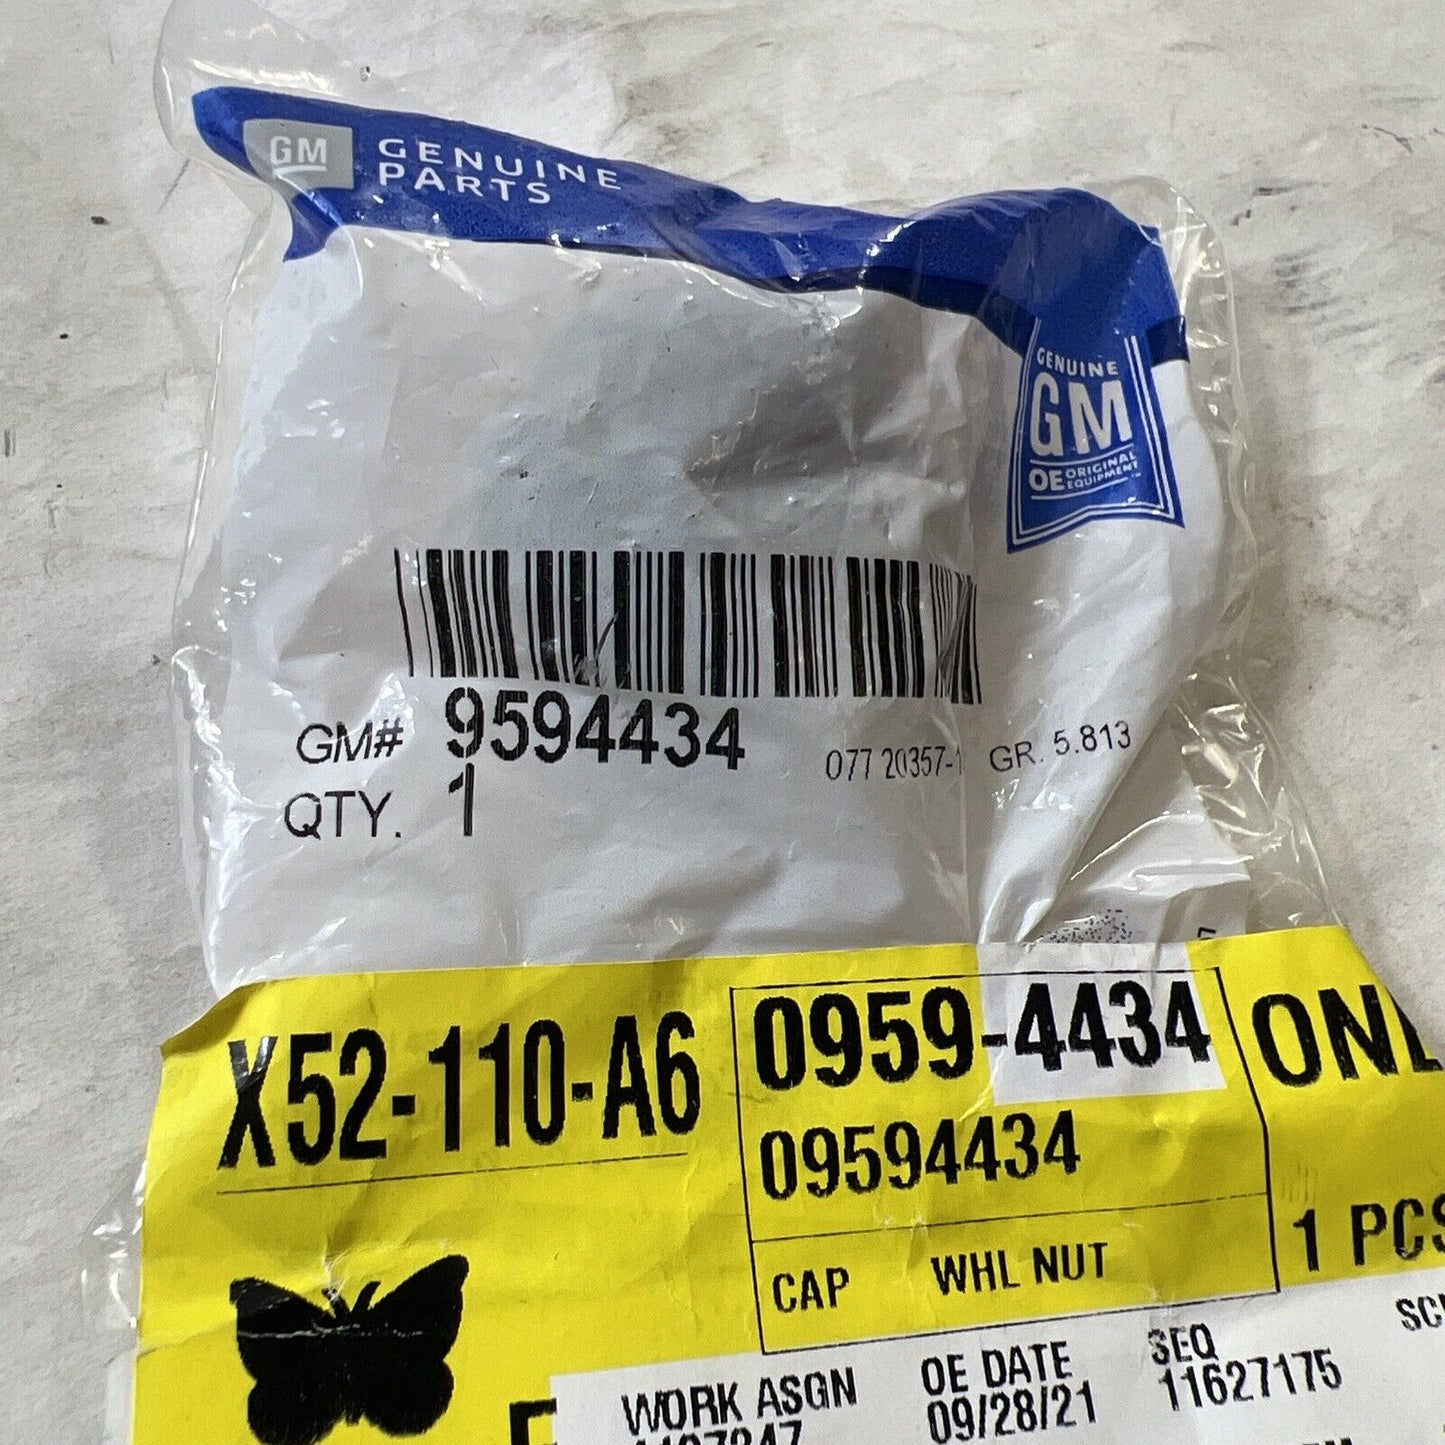 GM GENUINE
PARTS
GENUINE
GM
OE ORIGINAL
EQUIPMENT
GM# 9594434
077 20357-1 GR. 5.813
QTY. 1
X52-110-A6
0959-4434
09594434
CAP WHL NUT
1 PCS
WORK ASGN
OE DATE
09/28/21
SEQ
11627175